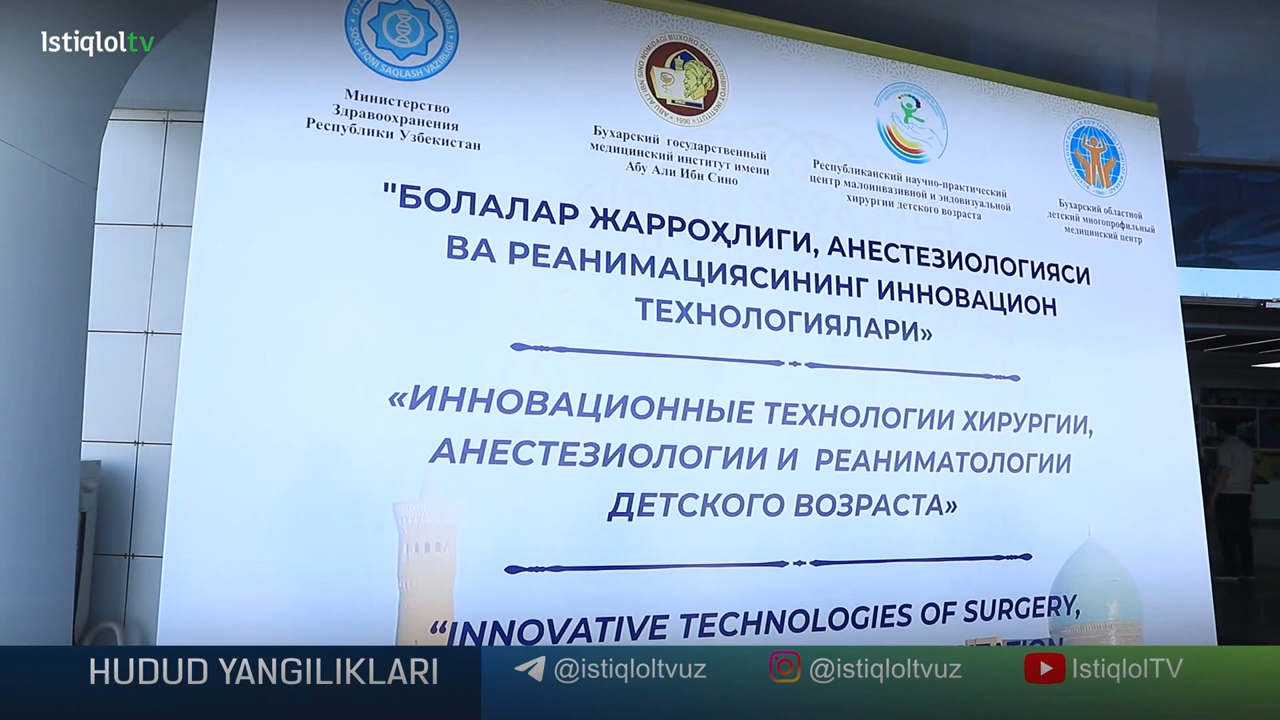 Istiqloltv
Министерство
Здравоохранения
Республики Узбекистан
Бухарский государственный
медицинский институт имени
Абу Али Ибн Сино
Республиканский научно-практический
центр малоинвазивной и эндовизуальной
хирургии детского возраста
Бухарский областной
детский многопрофильный
медицинский центр
"БОЛАЛАР ЖАРРОҲЛИГИ, АНЕСТЕЗИОЛОГИЯСИ
ВА РЕАНИМАЦИЯСИНИНГ ИННОВАЦИОН
ТЕХНОЛОГИЯЛАРИ»
«ИННОВАЦИОННЫЕ ТЕХНОЛОГИИ ХИРУРГИИ,
АНЕСТЕЗИОЛОГИИ И РЕАНИМАТОЛОГИИ
ДЕТСКОГО ВОЗРАСТА»
“INNOVATIVE TECHNOLOGIES OF SURGERY,
HUDUD YANGILIKLARI
@istiqloltvuz
@istiqloltvuz
IstiqlolTV